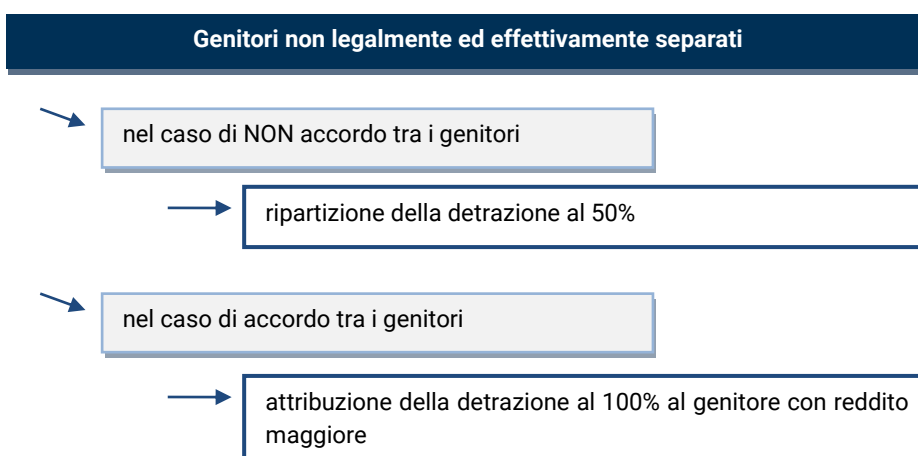 Genitori non legalmente ed effettivamente separati
nel caso di NON accordo tra i genitori
ripartizione della detrazione al 50%
nel caso di accordo tra i genitori
attribuzione della detrazione al 100% al genitore con reddito
maggiore